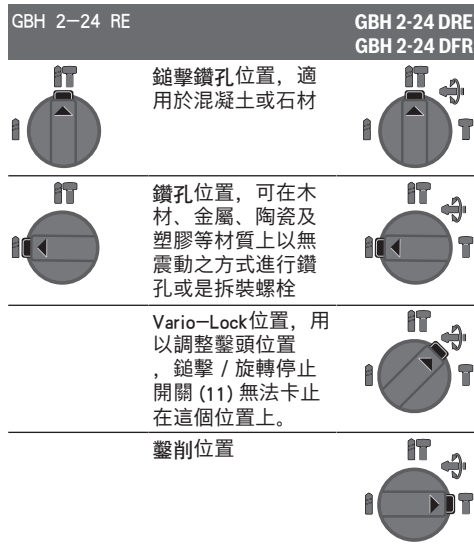 GBH 2-24 RE
GBH 2-24 DRE
GBH 2-24 DFR
鎚擊鑽孔位置，適
用於混凝土或石材
鑽孔位置，可在木
材、金屬、陶瓷及
塑膠等材質上以無
震動之方式進行鑽
孔或是拆裝螺栓
Vario-Lock位置，用
以調整鑿頭位置
，鎚擊 / 旋轉停止
開關 (11) 無法卡止
在這個位置上。
鑿削位置